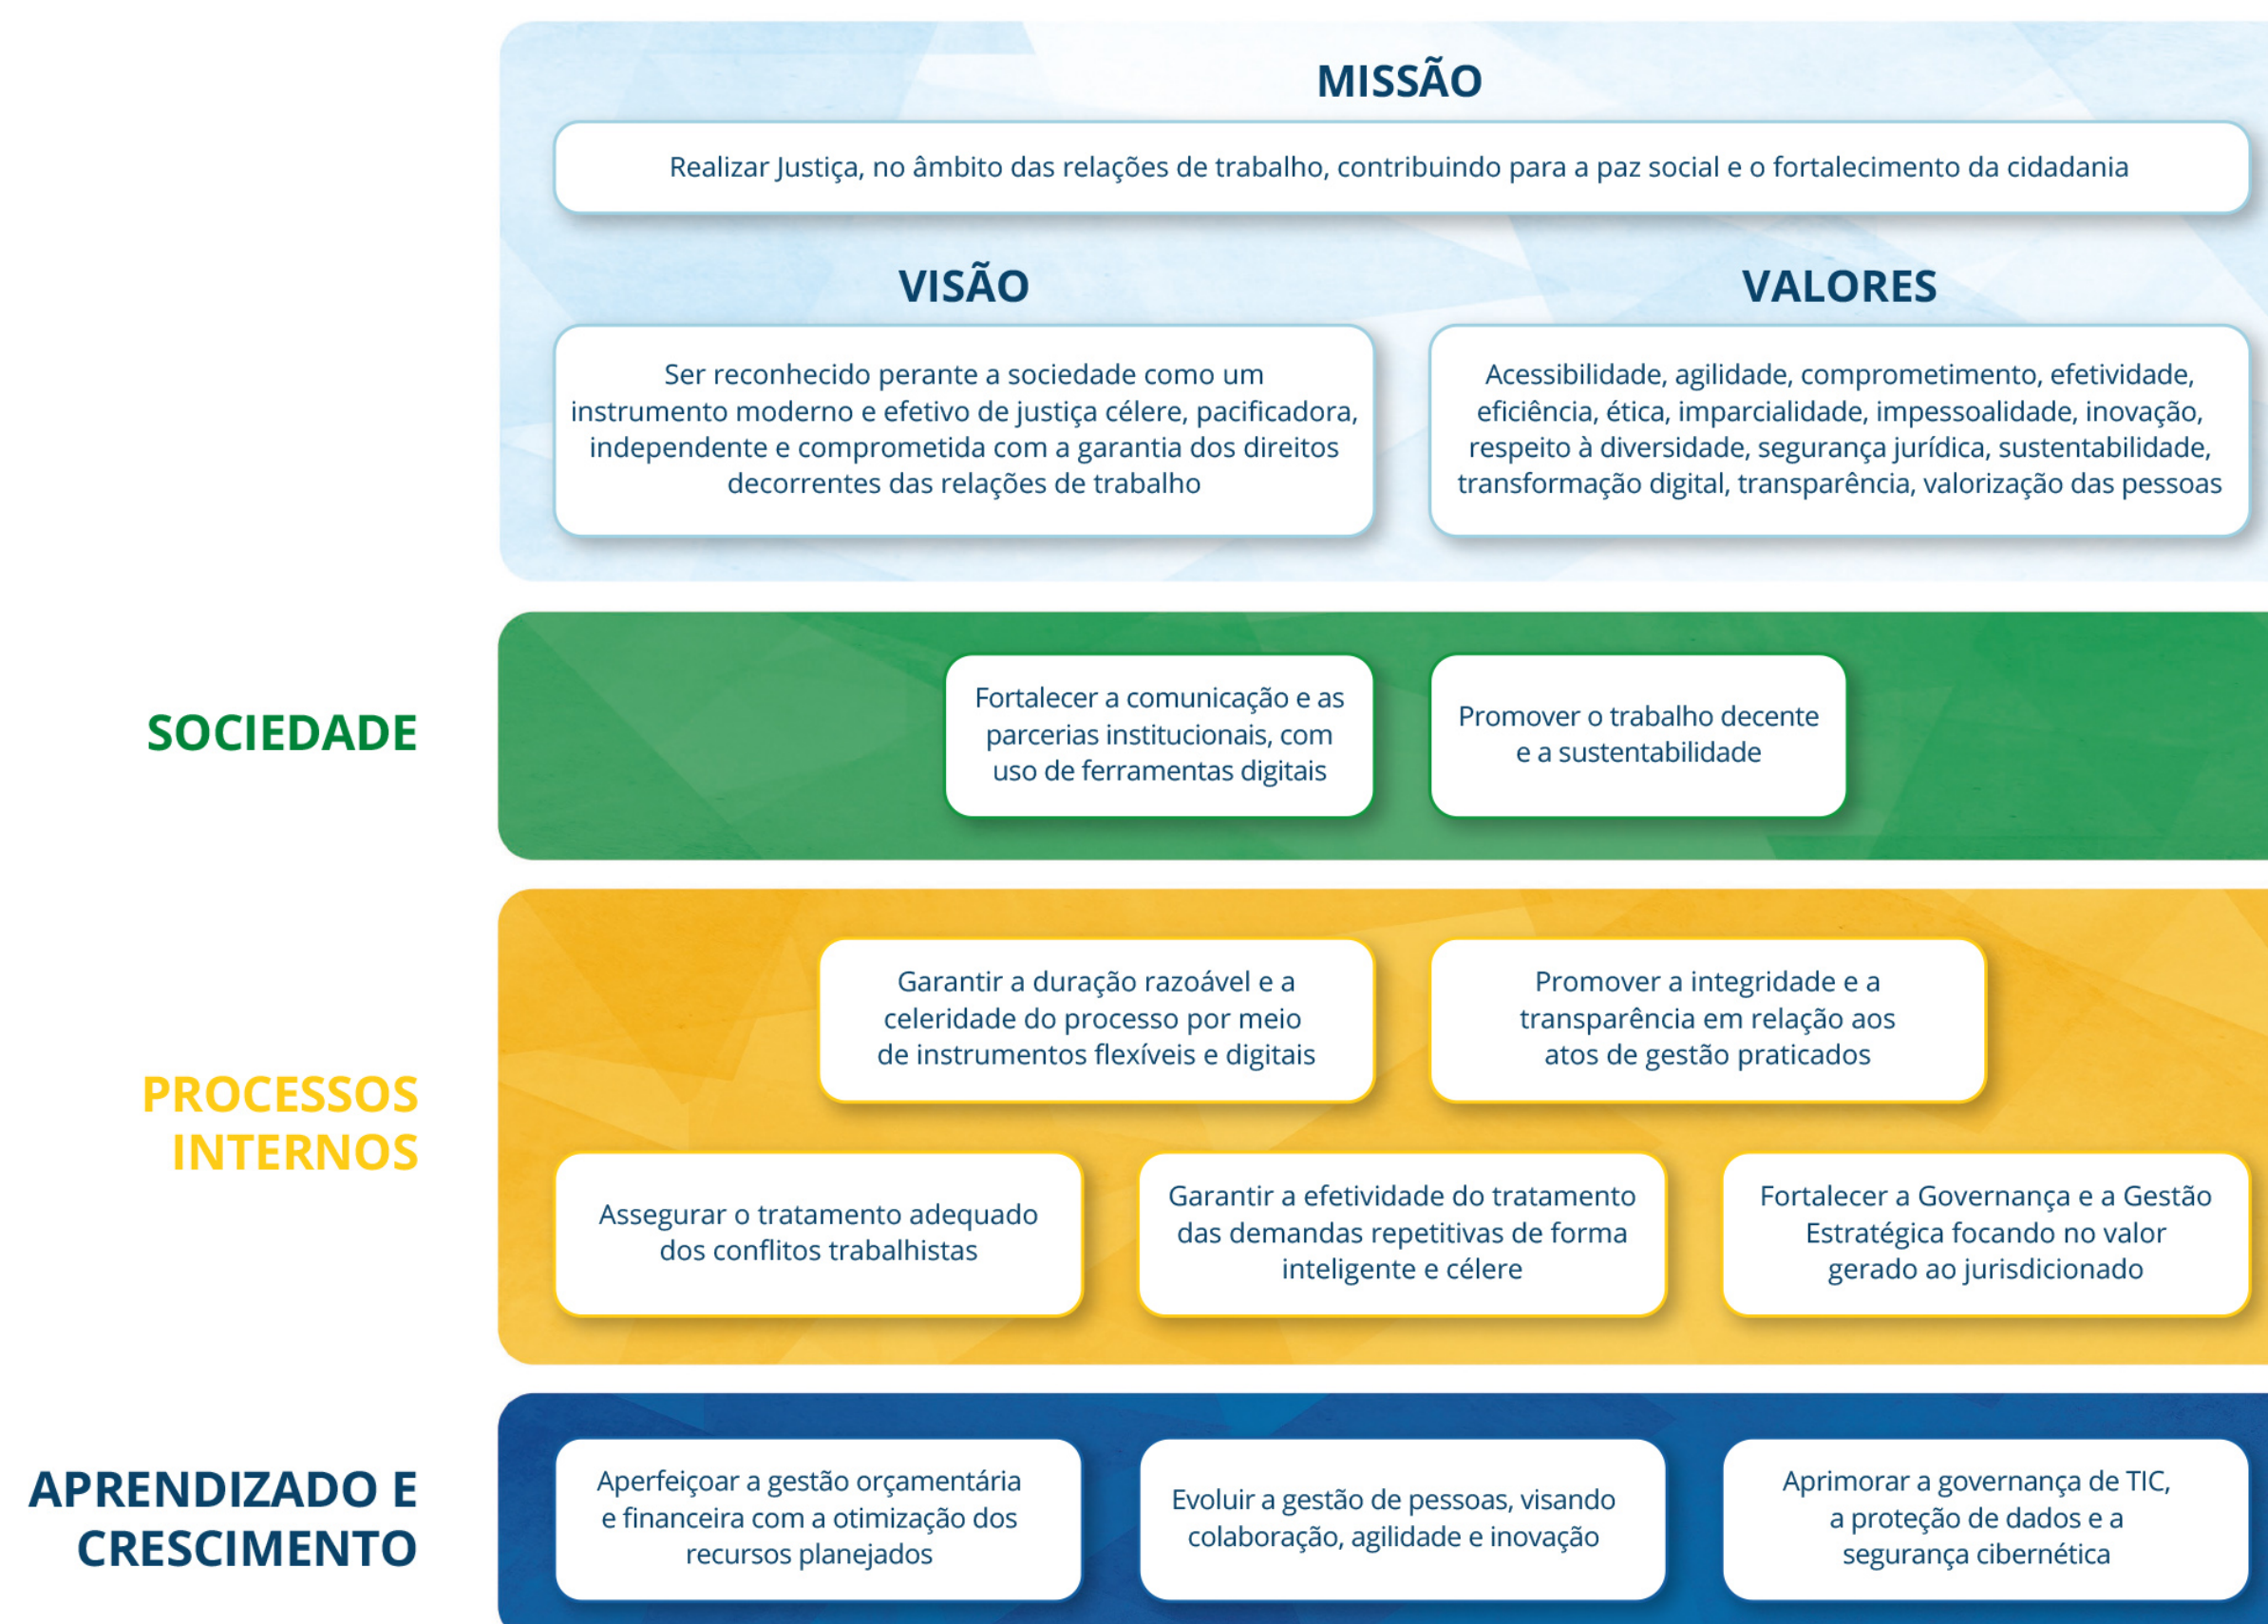 MISSÃO
Realizar Justiça, no âmbito das relações de trabalho, contribuindo para a paz social e o fortalecimento da cidadania
VISÃO
Ser reconhecido perante a sociedade como um
instrumento moderno e efetivo de justiça célere, pacificadora,
independente e comprometida com a garantia dos direitos
decorrentes das relações de trabalho
VALORES
Acessibilidade, agilidade, comprometimento, efetividade,
eficiência, ética, imparcialidade, impessoalidade, inovação,
respeito à diversidade, segurança jurídica, sustentabilidade,
transformação digital, transparência, valorização das pessoas
SOCIEDADE
Fortalecer a comunicação e as
parcerias institucionais, com
uso de ferramentas digitais
Promover o trabalho decente
e a sustentabilidade
PROCESSOS
INTERNOS
Garantir a duração razoável e a
celeridade do processo por meio
de instrumentos flexíveis e digitais
Promover a integridade e a
transparência em relação aos
atos de gestão praticados
Assegurar o tratamento adequado
dos conflitos trabalhistas
Garantir a efetividade do tratamento
das demandas repetitivas de forma
inteligente e célere
Fortalecer a Governança e a Gestão
Estratégica focando no valor
gerado ao jurisdicionado
APRENDIZADO E
CRESCIMENTO
Aperfeiçoar a gestão orçamentária
e financeira com a otimização dos
recursos planejados
Evoluir a gestão de pessoas, visando
colaboração, agilidade e inovação
Aprimorar a governança de TIC,
a proteção de dados e a
segurança cibernética